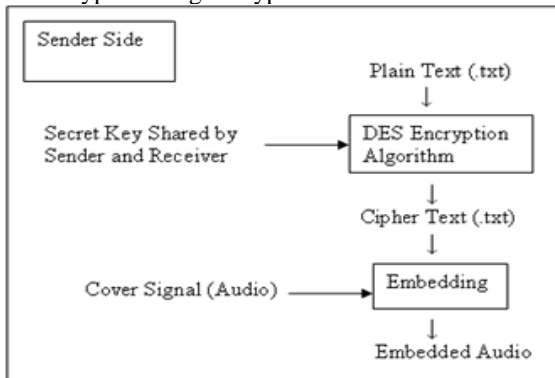 Sender Side
Plain Text (.txt)
Secret Key Shared by
Sender and Receiver
DES Encryption
Algorithm
Cipher Text (.txt)
Cover Signal (Audio)
Embedding
Embedded Audio